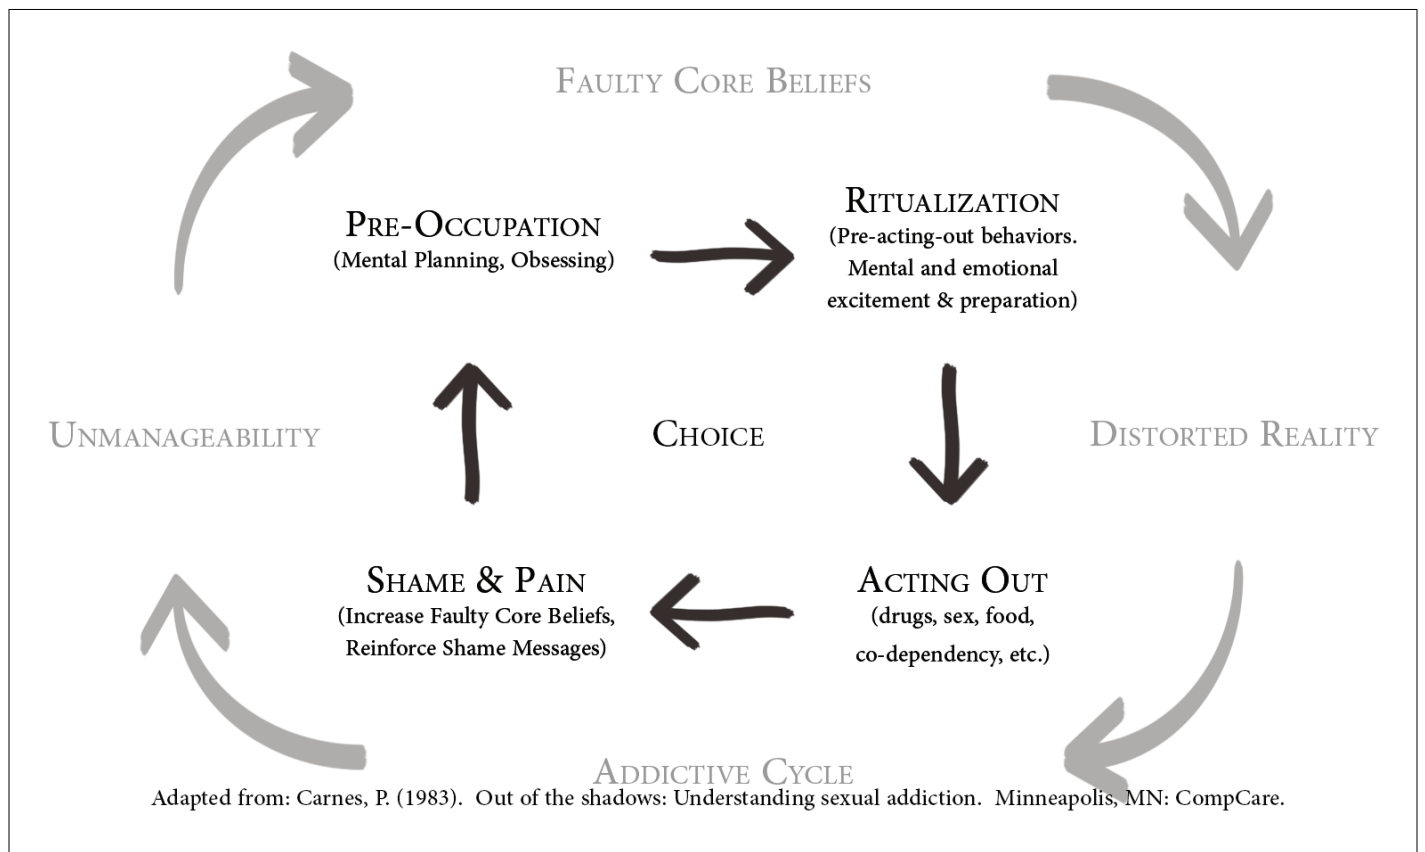 Faulty Core Beliefs
Pre-Occupation
(Mental Planning, Obsessing)
Ritualization
(Pre-acting-out behaviors.
Mental and emotional
excitement & preparation)
Unmanageability
Choice
Distorted Reality
Shame & Pain
(Increase Faulty Core Beliefs,
Reinforce Shame Messages)
Acting Out
(drugs, sex, food,
co-dependency, etc.)
Addictive Cycle
Adapted from: Carnes, P. (1983).  Out of the shadows: Understanding sexual addiction.  Minneapolis, MN: CompCare.